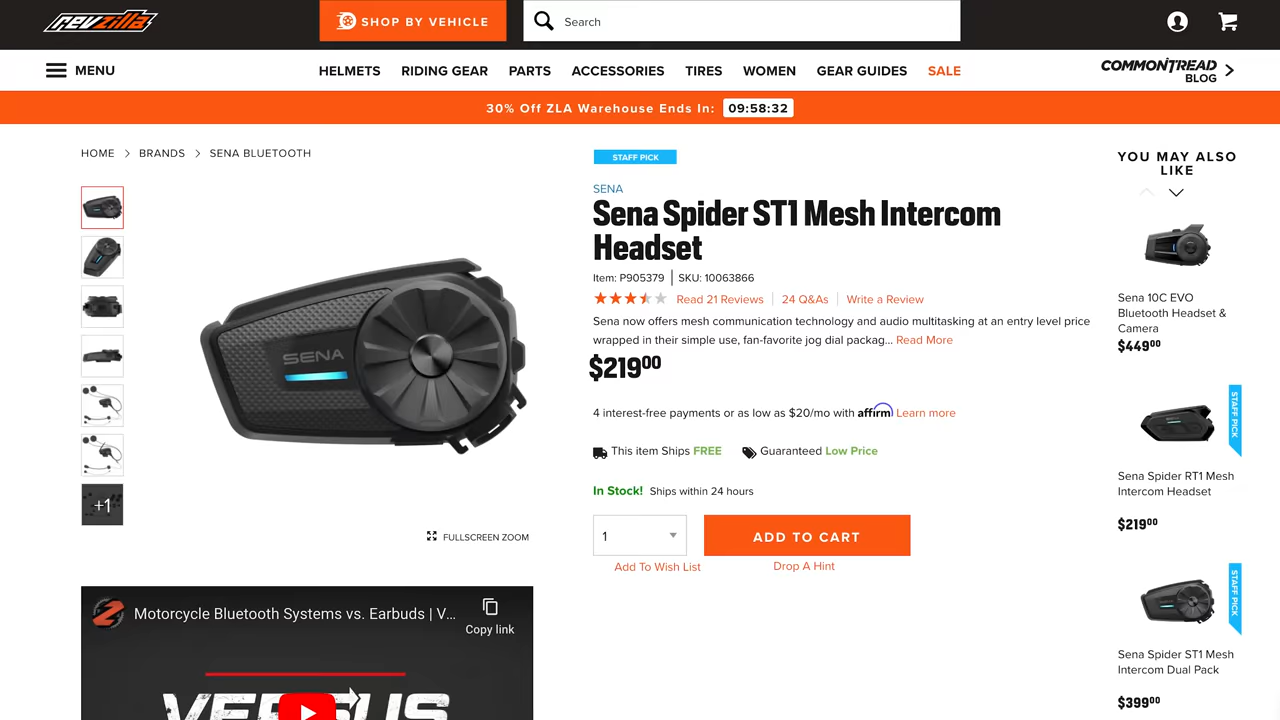 revzilla
SHOP BY VEHICLE
Search
MENU
HELMETS
RIDING GEAR
PARTS
ACCESSORIES
TIRES
WOMEN
GEAR GUIDES
SALE
COMMON TREAD
BLOG
30% Off ZLA Warehouse Ends In: 09:58:32
HOME > BRANDS > SENA BLUETOOTH
SENA
+1
FULLSCREEN ZOOM
Motorcycle Bluetooth Systems vs. Earbuds | V...
Copy link
VERSUS
STAFF PICK
SENA
Sena Spider ST1 Mesh Intercom
Headset
Item: P905379 | SKU: 10063866
Read 21 Reviews | 24 Q&As | Write a Review
Sena now offers mesh communication technology and audio multitasking at an entry level price
wrapped in their simple use, fan-favorite jog dial packag... Read More
$219.00
4 interest-free payments or as low as $20/mo with affirm Learn more
This item Ships FREE
Guaranteed Low Price
In Stock! Ships within 24 hours
1
ADD TO CART
Add To Wish List
Drop A Hint
YOU MAY ALSO
LIKE
Sena 10C EVO
Bluetooth Headset &
Camera
$449.00
STAFF PICK
Sena Spider RT1 Mesh
Intercom Headset
$219.00
STAFF PICK
Sena Spider ST1 Mesh
Intercom Dual Pack
$399.00